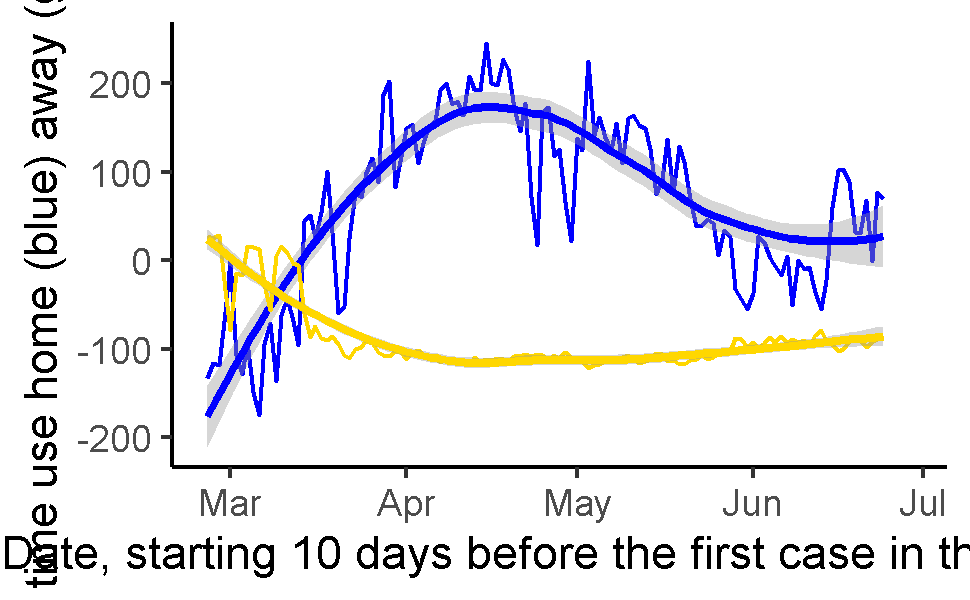 time use home (blue) away (
200
100
0
-100
-200
Mar Apr May Jun Jul
Date, starting 10 days before the first case in th